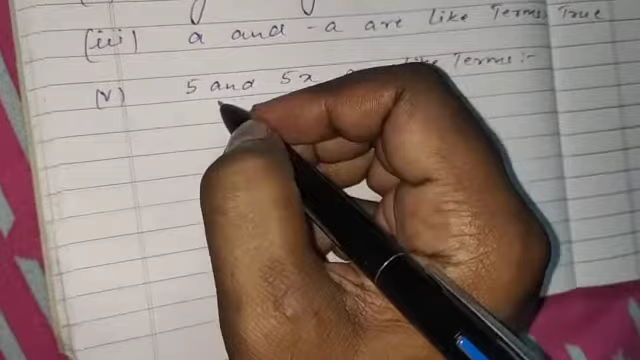 (iii) a and -a are like Terms True
(V) 5 and 5x like Terms:-